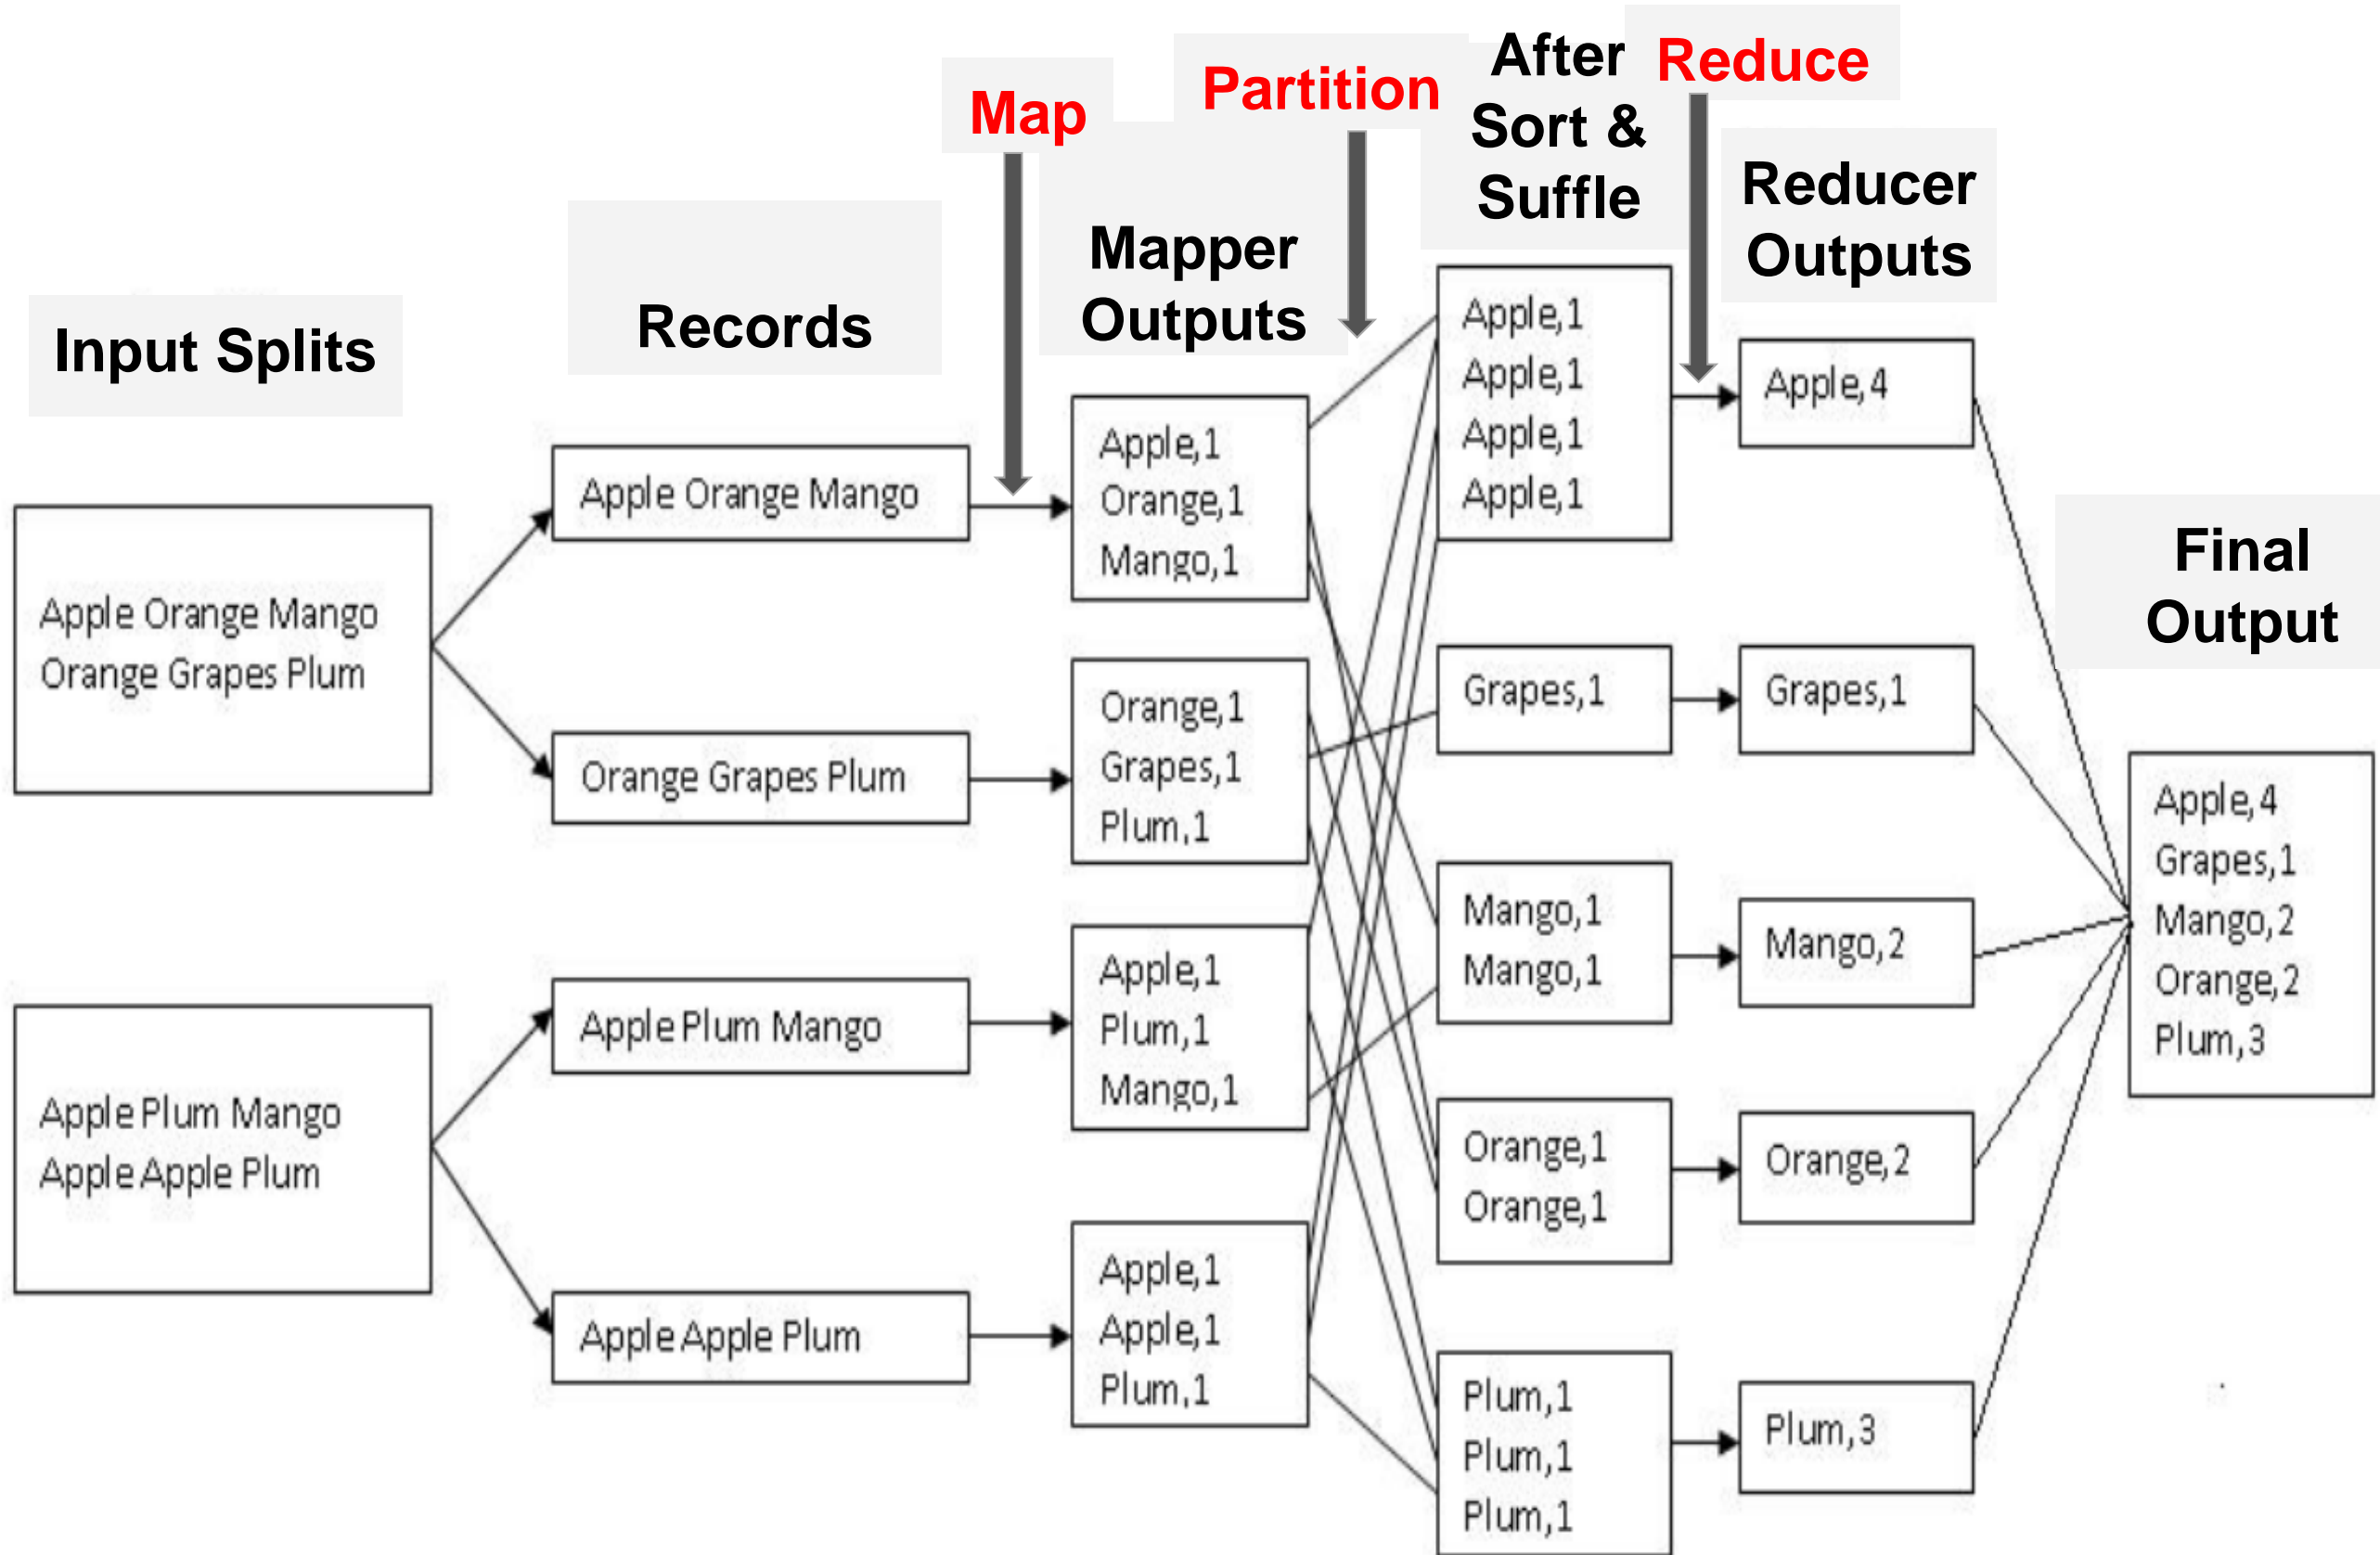 Input Splits
Records
Map
Mapper
Outputs
Partition
After
Sort &
Suffle
Reduce
Reducer
Outputs
Final
Output
Apple Orange Mango
Orange Grapes Plum
Apple Plum Mango
Apple Apple Plum
Apple Orange Mango
Orange Grapes Plum
Apple Plum Mango
Apple Apple Plum
Apple,1
Orange,1
Mango,1
Orange,1
Grapes,1
Plum,1
Apple,1
Plum,1
Mango,1
Apple,1
Apple,1
Plum,1
Apple,1
Apple,1
Apple,1
Apple,1
Grapes,1
Mango,1
Mango,1
Orange,1
Orange,1
Plum,1
Plum,1
Plum,1
Apple,4
Grapes,1
Mango,2
Orange,2
Plum,3
Apple,4
Grapes,1
Mango,2
Orange,2
Plum,3